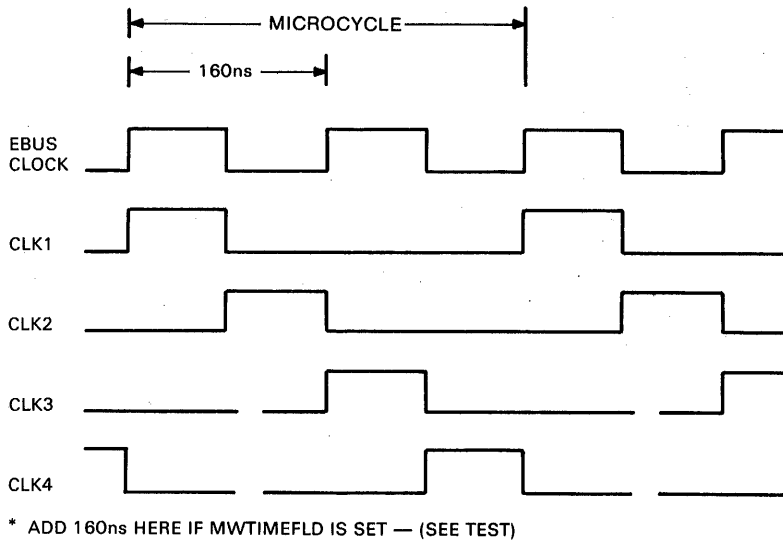 MICROCYCLE
160ns
EBUS
CLOCK
CLK1
CLK2
CLK3
CLK4
* ADD 160ns HERE IF MWTIMEFLD IS SET — (SEE TEST)